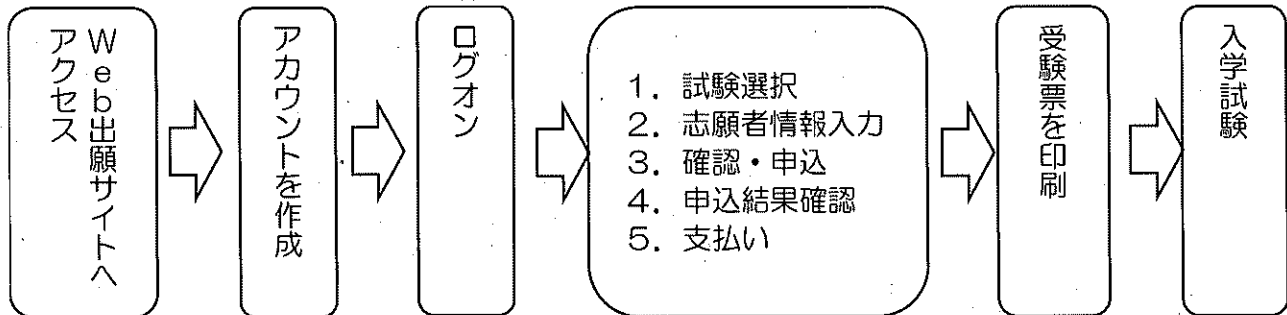 Web出願サイトへ
アクセス
アカウントを作成
ログオン
1. 試験選択
2. 志願者情報入力
3. 確認・申込
4. 申込結果確認
5. 支払い
受験票を印刷
入学試験